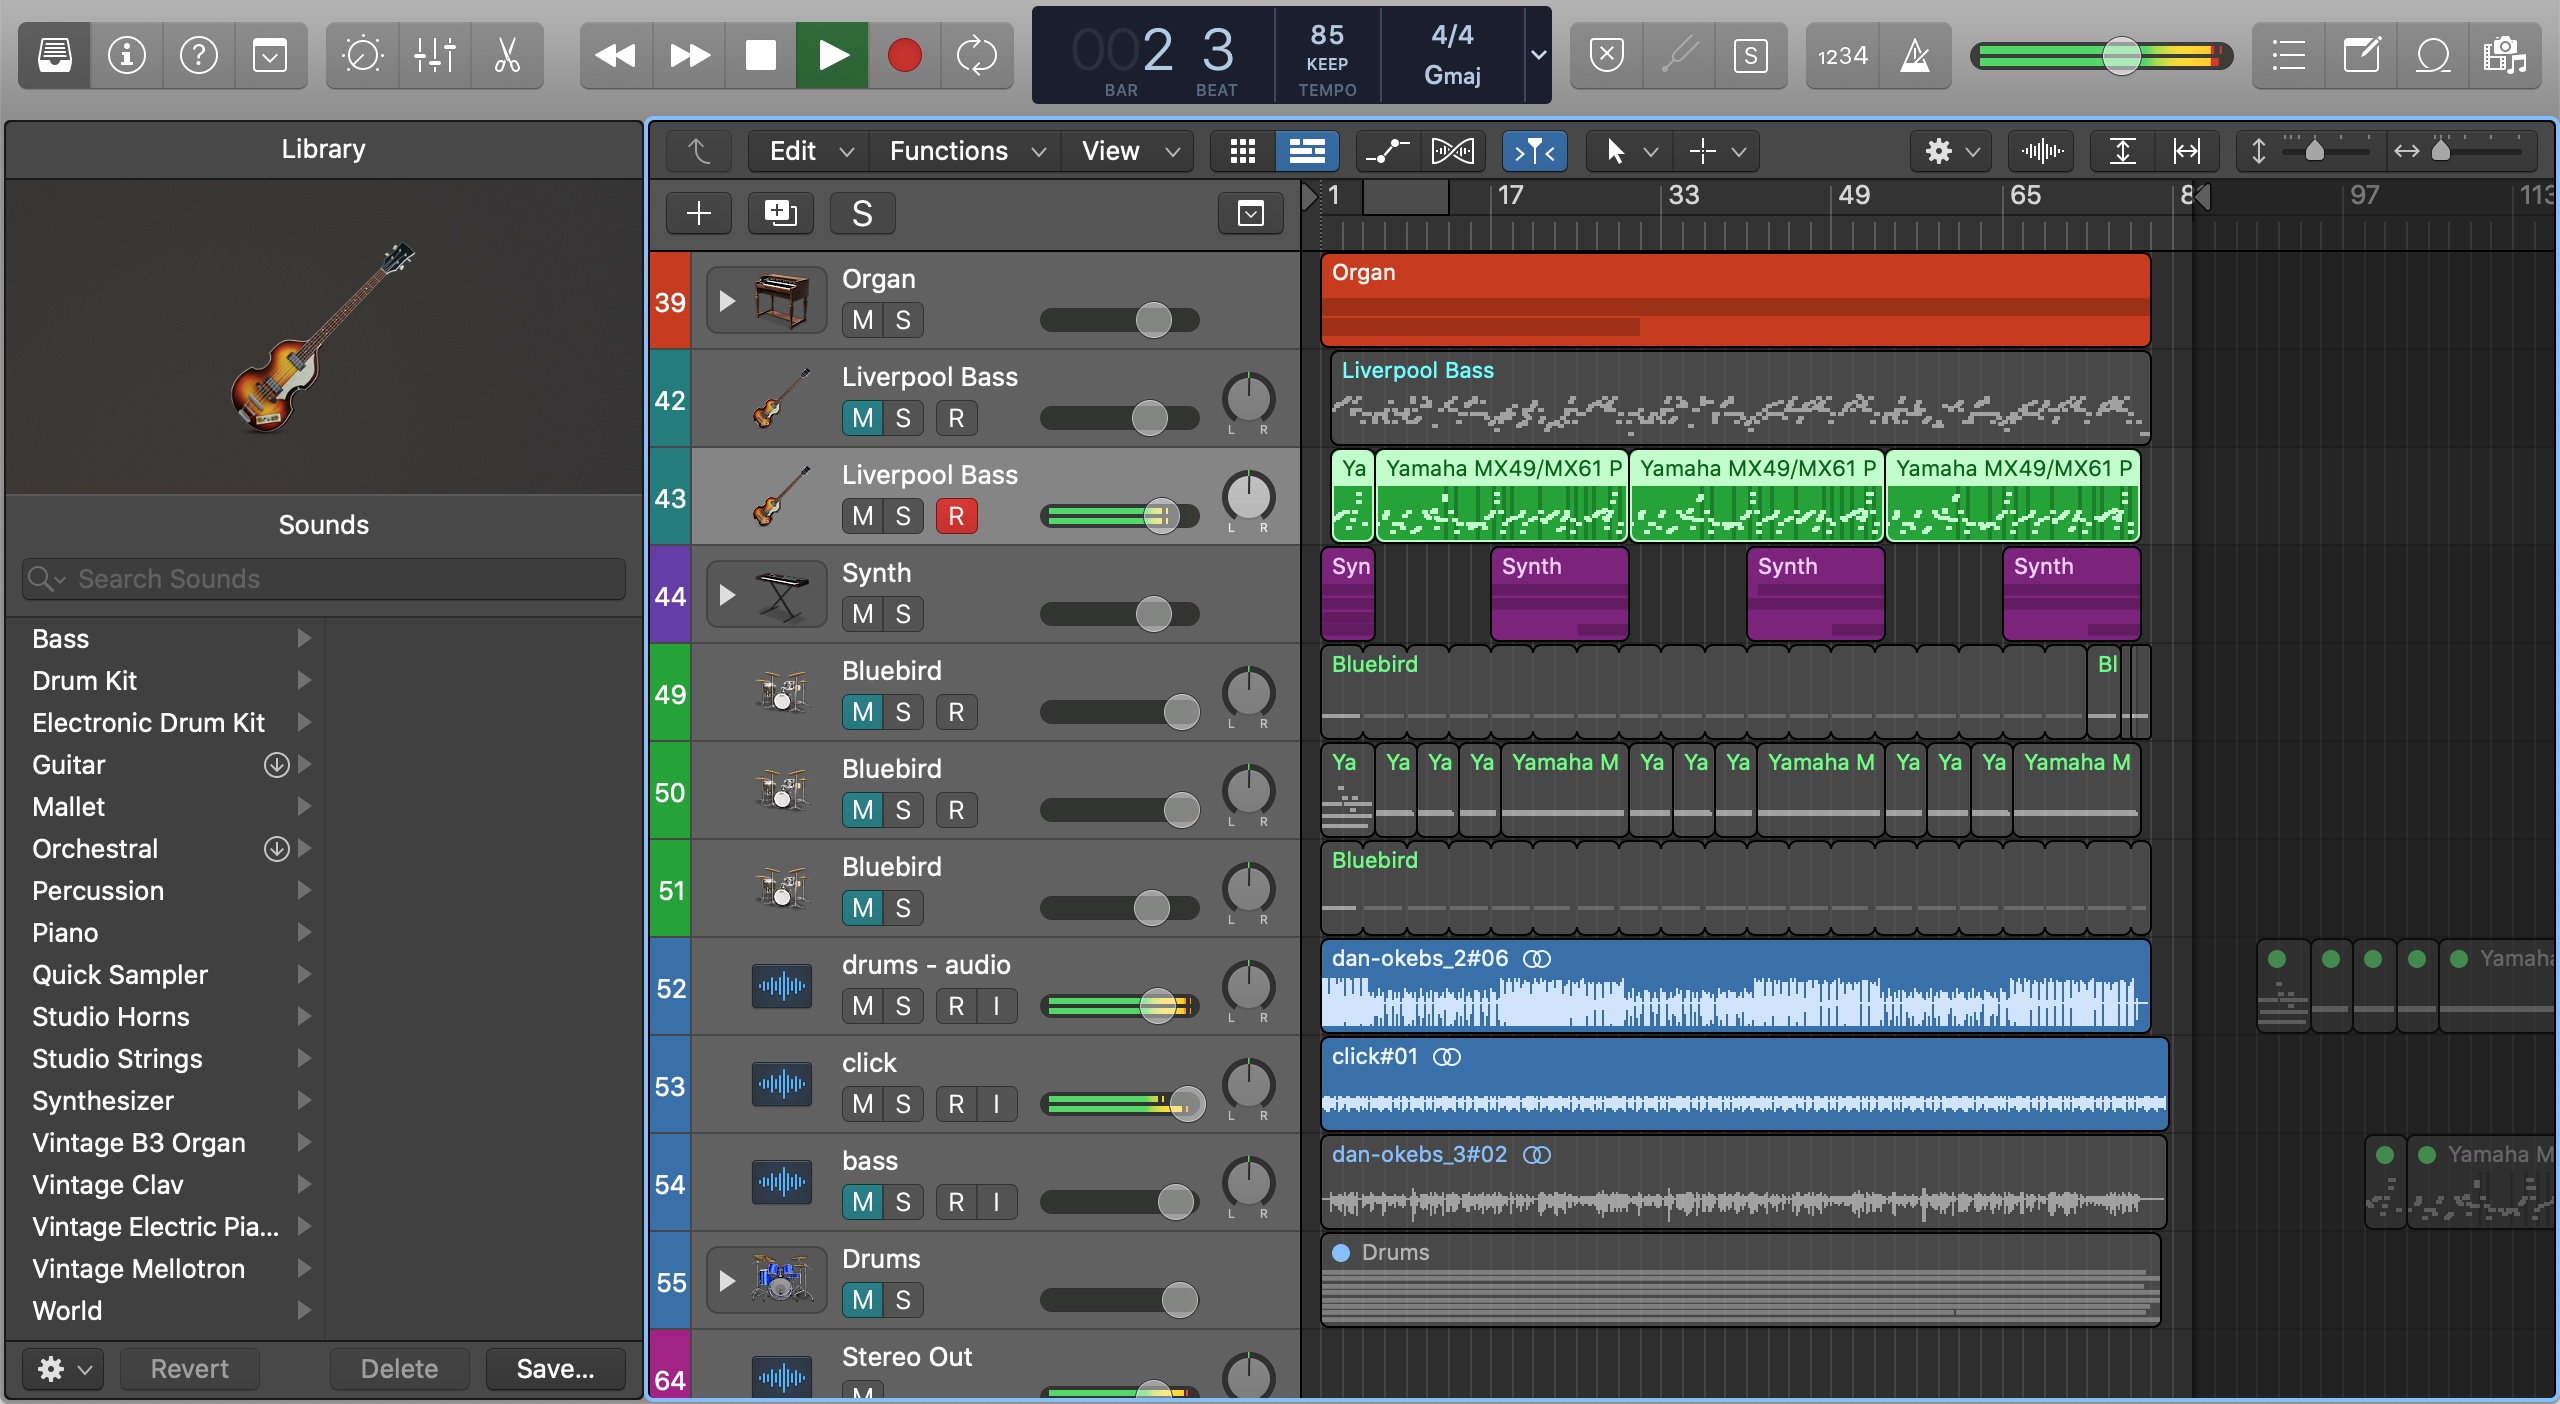 002 3
85
KEEP
4/4
Gmaj
BAR BEAT TEMPO
S
1234
Library
Edit Functions View
S
1 17 33 49 65 8 97 113
Sounds
Search Sounds
Bass
Drum Kit
Electronic Drum Kit
Guitar
Mallet
Orchestral
Percussion
Piano
Quick Sampler
Studio Horns
Studio Strings
Synthesizer
Vintage B3 Organ
Vintage Clav
Vintage Electric Pia...
Vintage Mellotron
World
Revert Delete Save...
39 Organ
M S
Organ
42 Liverpool Bass
M S R
L R
Liverpool Bass
43 Liverpool Bass
M S R
L R
Ya Yamaha MX49/MX61 P Yamaha MX49/MX61 P Yamaha MX49/MX61 P
44 Synth
M S
Syn Synth Synth Synth
49 Bluebird
M S R
L R
Bluebird Bl
50 Bluebird
M S R
L R
Ya Ya Ya Ya Yamaha M Ya Ya Ya Yamaha M Ya Ya Ya Yamaha M
51 Bluebird
M S
L R
Bluebird
52 drums - audio
M S R I
L R
dan-okebs_2#06
Yamaha
53 click
M S R I
L R
click#01
54 bass
M S R I
L R
dan-okebs_3#02
Yamaha M
55 Drums
M S
Drums
64 Stereo Out
M